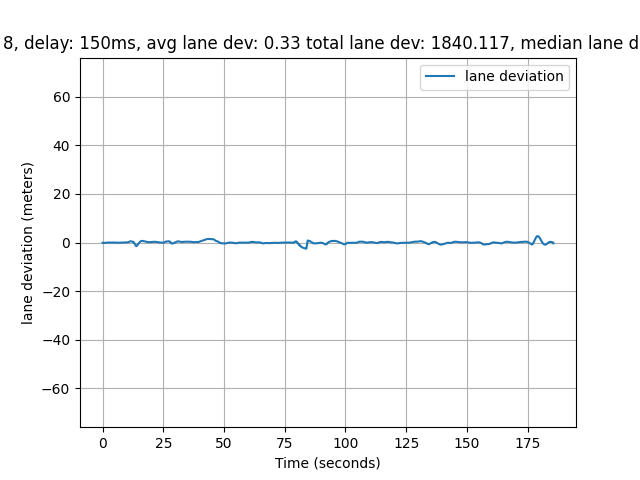 8, delay: 150ms, avg lane dev: 0.33 total lane dev: 1840.117, median lane d
lane deviation
60
40
20
0
−20
−40
−60
lane deviation (meters)
0 25 50 75 100 125 150 175
Time (seconds)